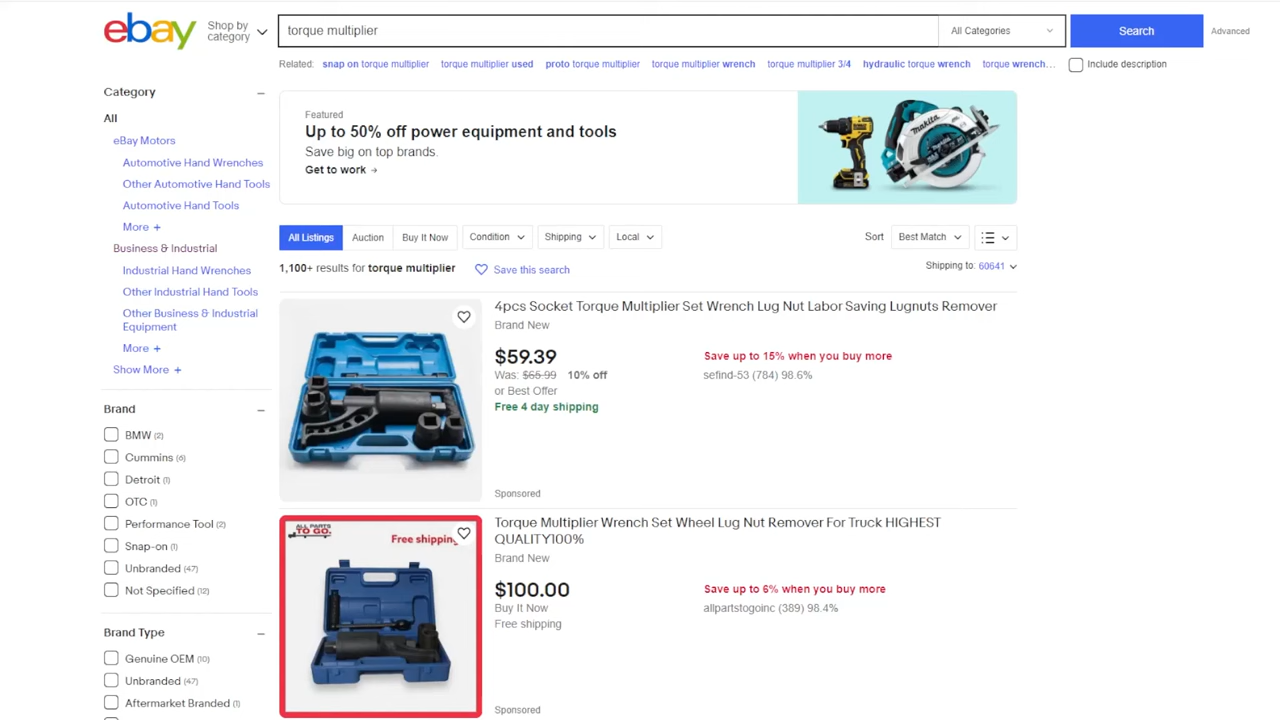 ebay
Shop by
category
torque multiplier
All Categories
Search
Advanced
Related: snap on torque multiplier torque multiplier used proto torque multiplier torque multiplier wrench torque multiplier 3/4 hydraulic torque wrench torque wrench…
Include description
Category
All
eBay Motors
Automotive Hand Wrenches
Other Automotive Hand Tools
Automotive Hand Tools
More +
Business & Industrial
Industrial Hand Wrenches
Other Industrial Hand Tools
Other Business & Industrial
Equipment
More +
Show More +
Brand
BMW (2)
Cummins (6)
Detroit (1)
OTC (1)
Performance Tool (2)
Snap-on (1)
Unbranded (47)
Not Specified (12)
Brand Type
Genuine OEM (10)
Unbranded (47)
Aftermarket Branded (1)
Featured
Up to 50% off power equipment and tools
Save big on top brands.
Get to work →
makita
All Listings Auction Buy It Now Condition Shipping Local
Sort Best Match
1,100+ results for torque multiplier
Save this search
Shipping to: 60641
4pcs Socket Torque Multiplier Set Wrench Lug Nut Labor Saving Lugnuts Remover
Brand New
$59.39
Was: $65.99 10% off
or Best Offer
Free 4 day shipping
Save up to 15% when you buy more
sefind-53 (784) 98.6%
Sponsored
ALL PARTS
TO GO.
Free shipping
Torque Multiplier Wrench Set Wheel Lug Nut Remover For Truck HIGHEST
QUALITY100%
Brand New
$100.00
Buy It Now
Free shipping
Save up to 6% when you buy more
allpartstogoinc (389) 98.4%
Sponsored